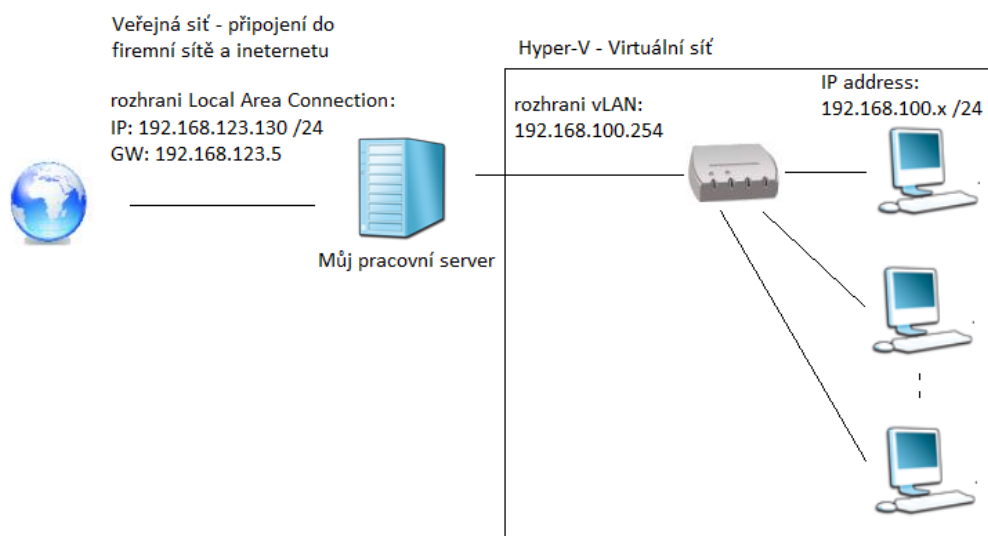 Veřejná siť - připojení do
firemní sítě a ineternetu
rozhrani Local Area Connection:
IP: 192.168.123.130 /24
GW: 192.168.123.5
Můj pracovní server
Hyper-V - Virtuální síť
rozhrani vLAN:
192.168.100.254
IP address:
192.168.100.x /24